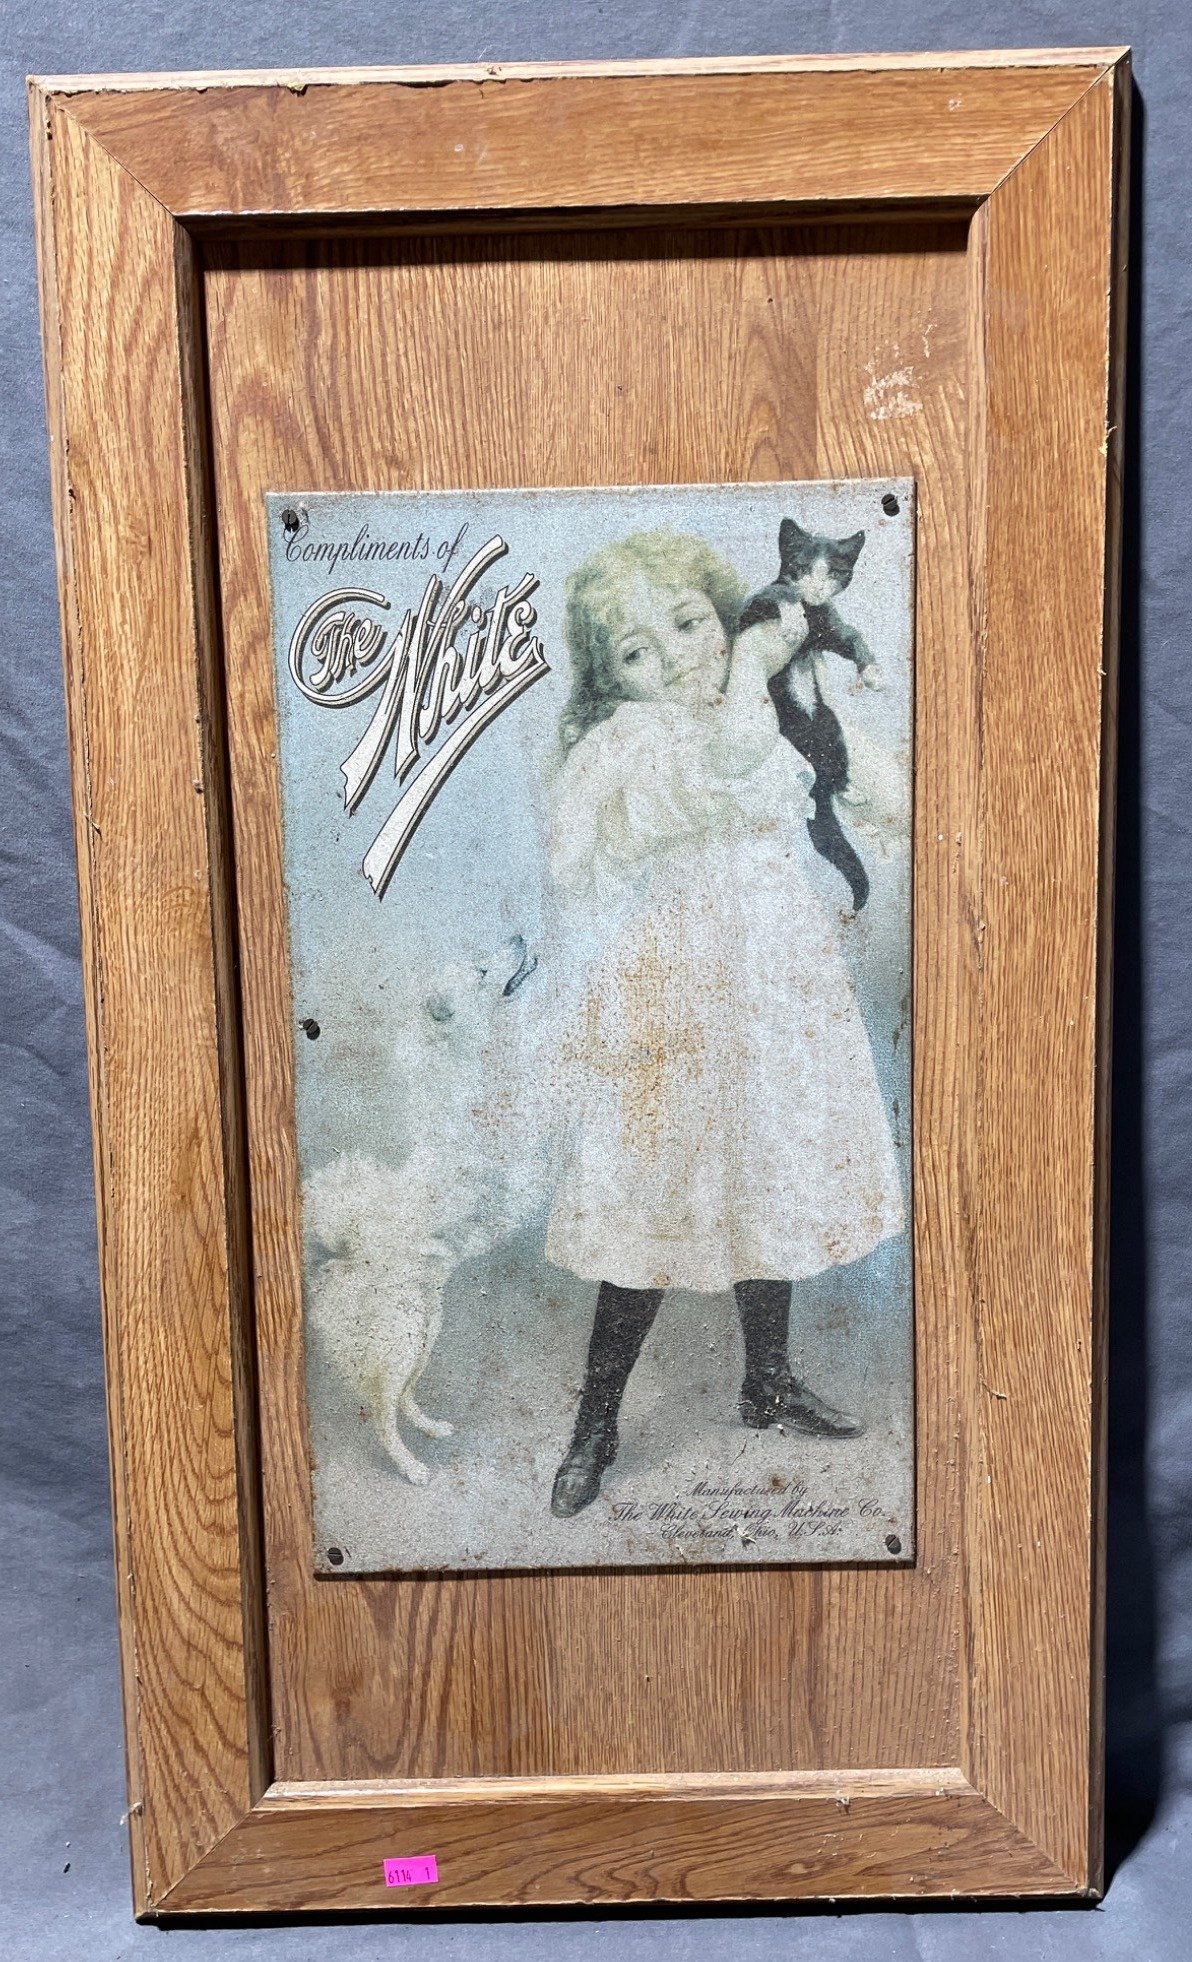 Compliments of
The White
Manufactured by
The White Sewing Machine Co.
Cleveland, Ohio, U.S.A.
6114 1